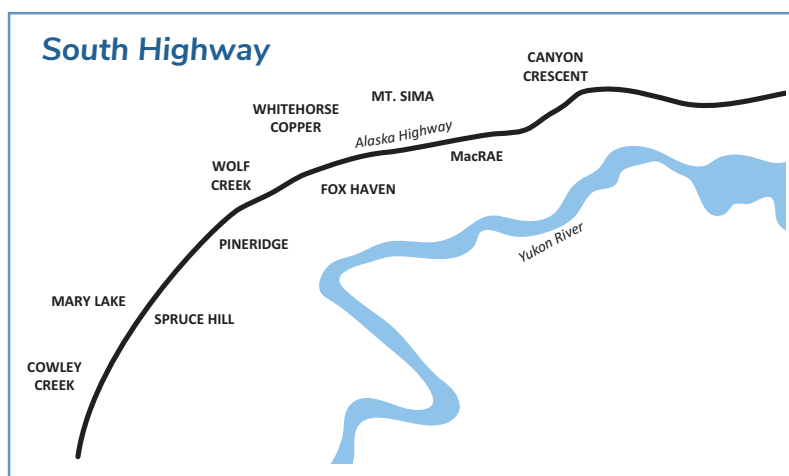 South Highway
CANYON
CRESCENT
MT. SIMA
WHITEHORSE
COPPER
Alaska Highway
MacRAE
WOLF
CREEK
FOX HAVEN
PINERIDGE
Yukon River
MARY LAKE
SPRUCE HILL
COWLEY
CREEK